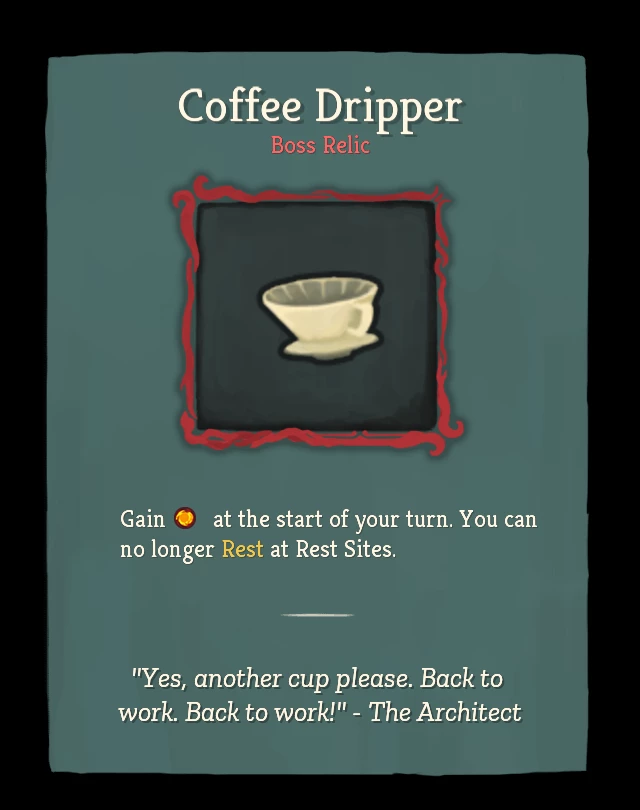 Coffee Dripper
Boss Relic
Gain at the start of your turn. You can
no longer Rest at Rest Sites.
"Yes, another cup please. Back to
work. Back to work!" - The Architect